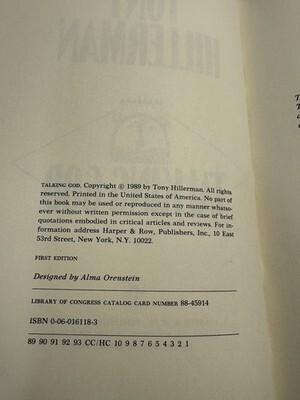 TONY
HILLERMAN
TALKING GOD. Copyright © 1989 by Tony Hillerman. All rights
reserved. Printed in the United States of America. No part of
this book may be used or reproduced in any manner whatso-
ever without written permission except in the case of brief
quotations embodied in critical articles and reviews. For in-
formation address Harper & Row, Publishers, Inc., 10 East
53rd Street, New York, N.Y. 10022.
FIRST EDITION
Designed by Alma Orenstein
LIBRARY OF CONGRESS CATALOG CARD NUMBER 88-45914
ISBN 0-06-016118-3
89 90 91 92 93 CC/HC 10 9 8 7 6 5 4 3 2 1